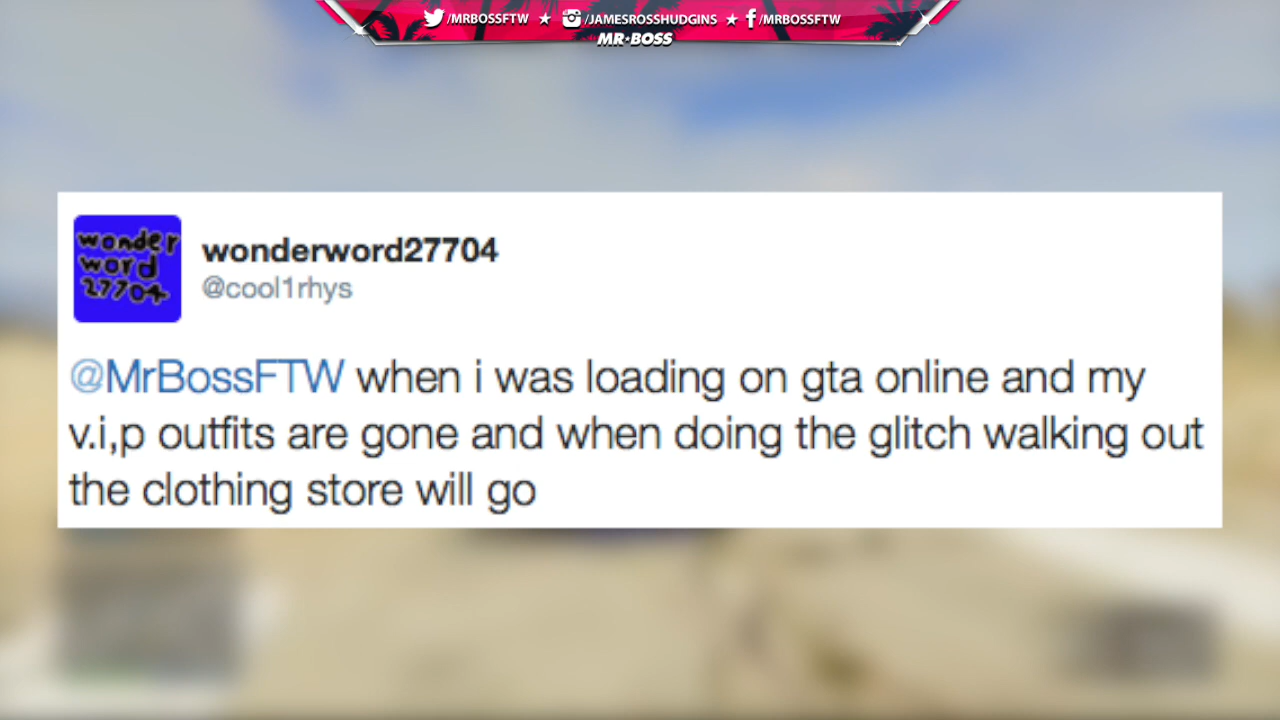 /MRBOSSFTW ★ /JAMESROSSHUDGINS ★ /MRBOSSFTW
MR★BOSS
wonder
word
27704
wonderword27704
@cool1rhys
@MrBossFTW when i was loading on gta online and my
v.i,p outfits are gone and when doing the glitch walking out
the clothing store will go